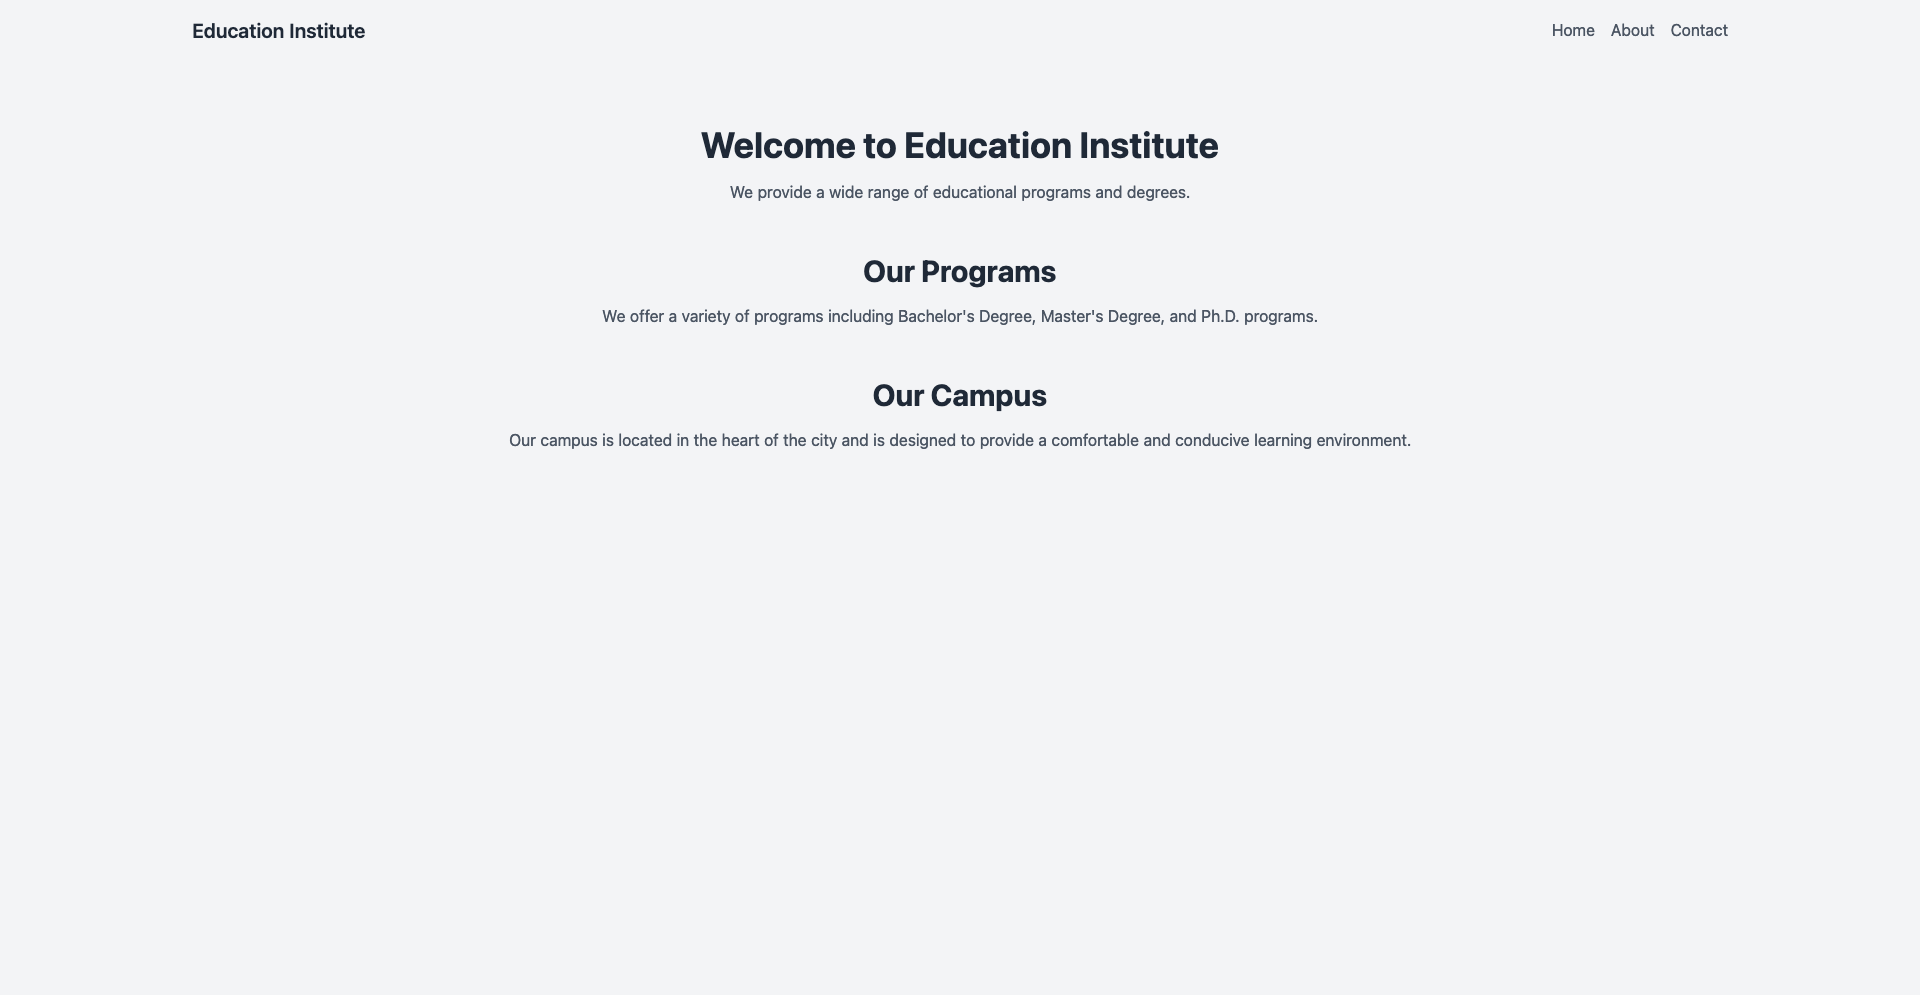 Education Institute
Home About Contact
Welcome to Education Institute
We provide a wide range of educational programs and degrees.
Our Programs
We offer a variety of programs including Bachelor's Degree, Master's Degree, and Ph.D. programs.
Our Campus
Our campus is located in the heart of the city and is designed to provide a comfortable and conducive learning environment.